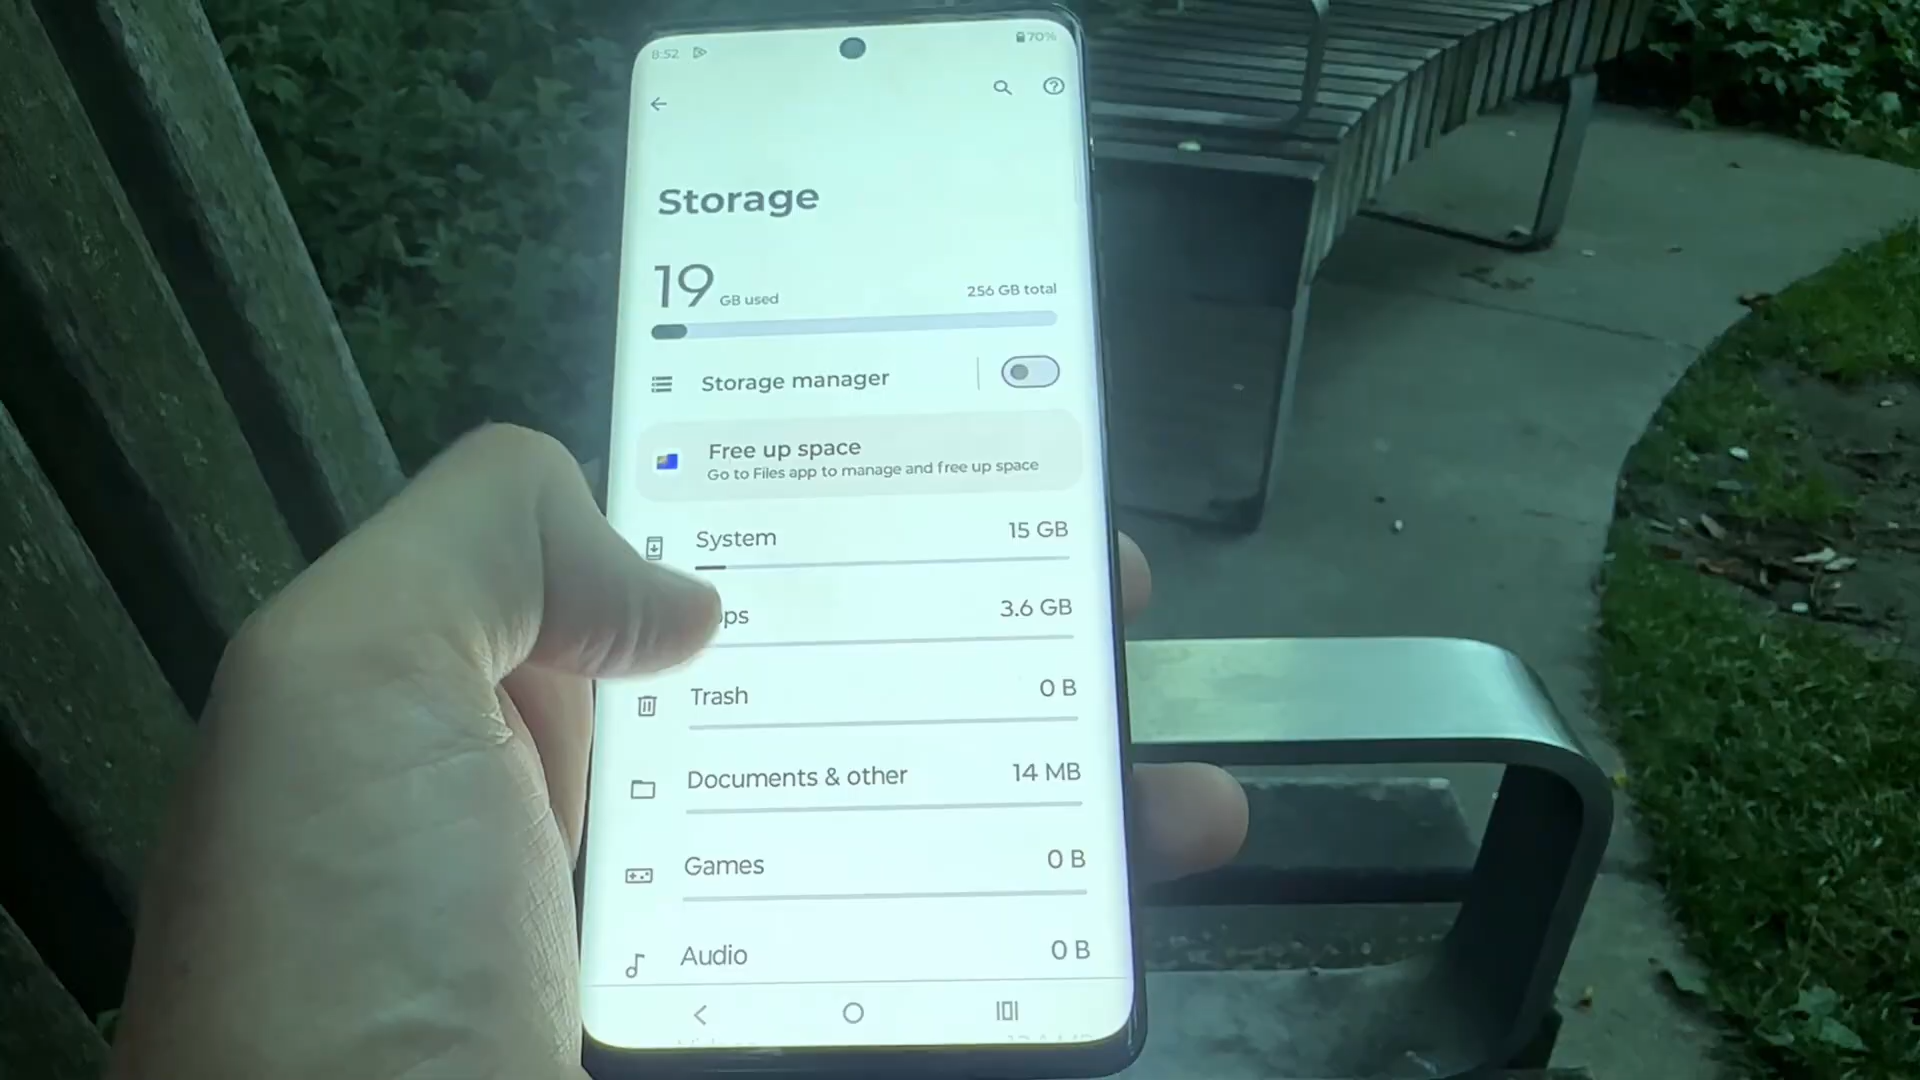 8:52
70%
Storage
19 GB used
256 GB total
Storage manager
Free up space
Go to Files app to manage and free up space
System
15 GB
ps
3.6 GB
Trash
0 B
Documents & other
14 MB
Games
0 B
Audio
0 B